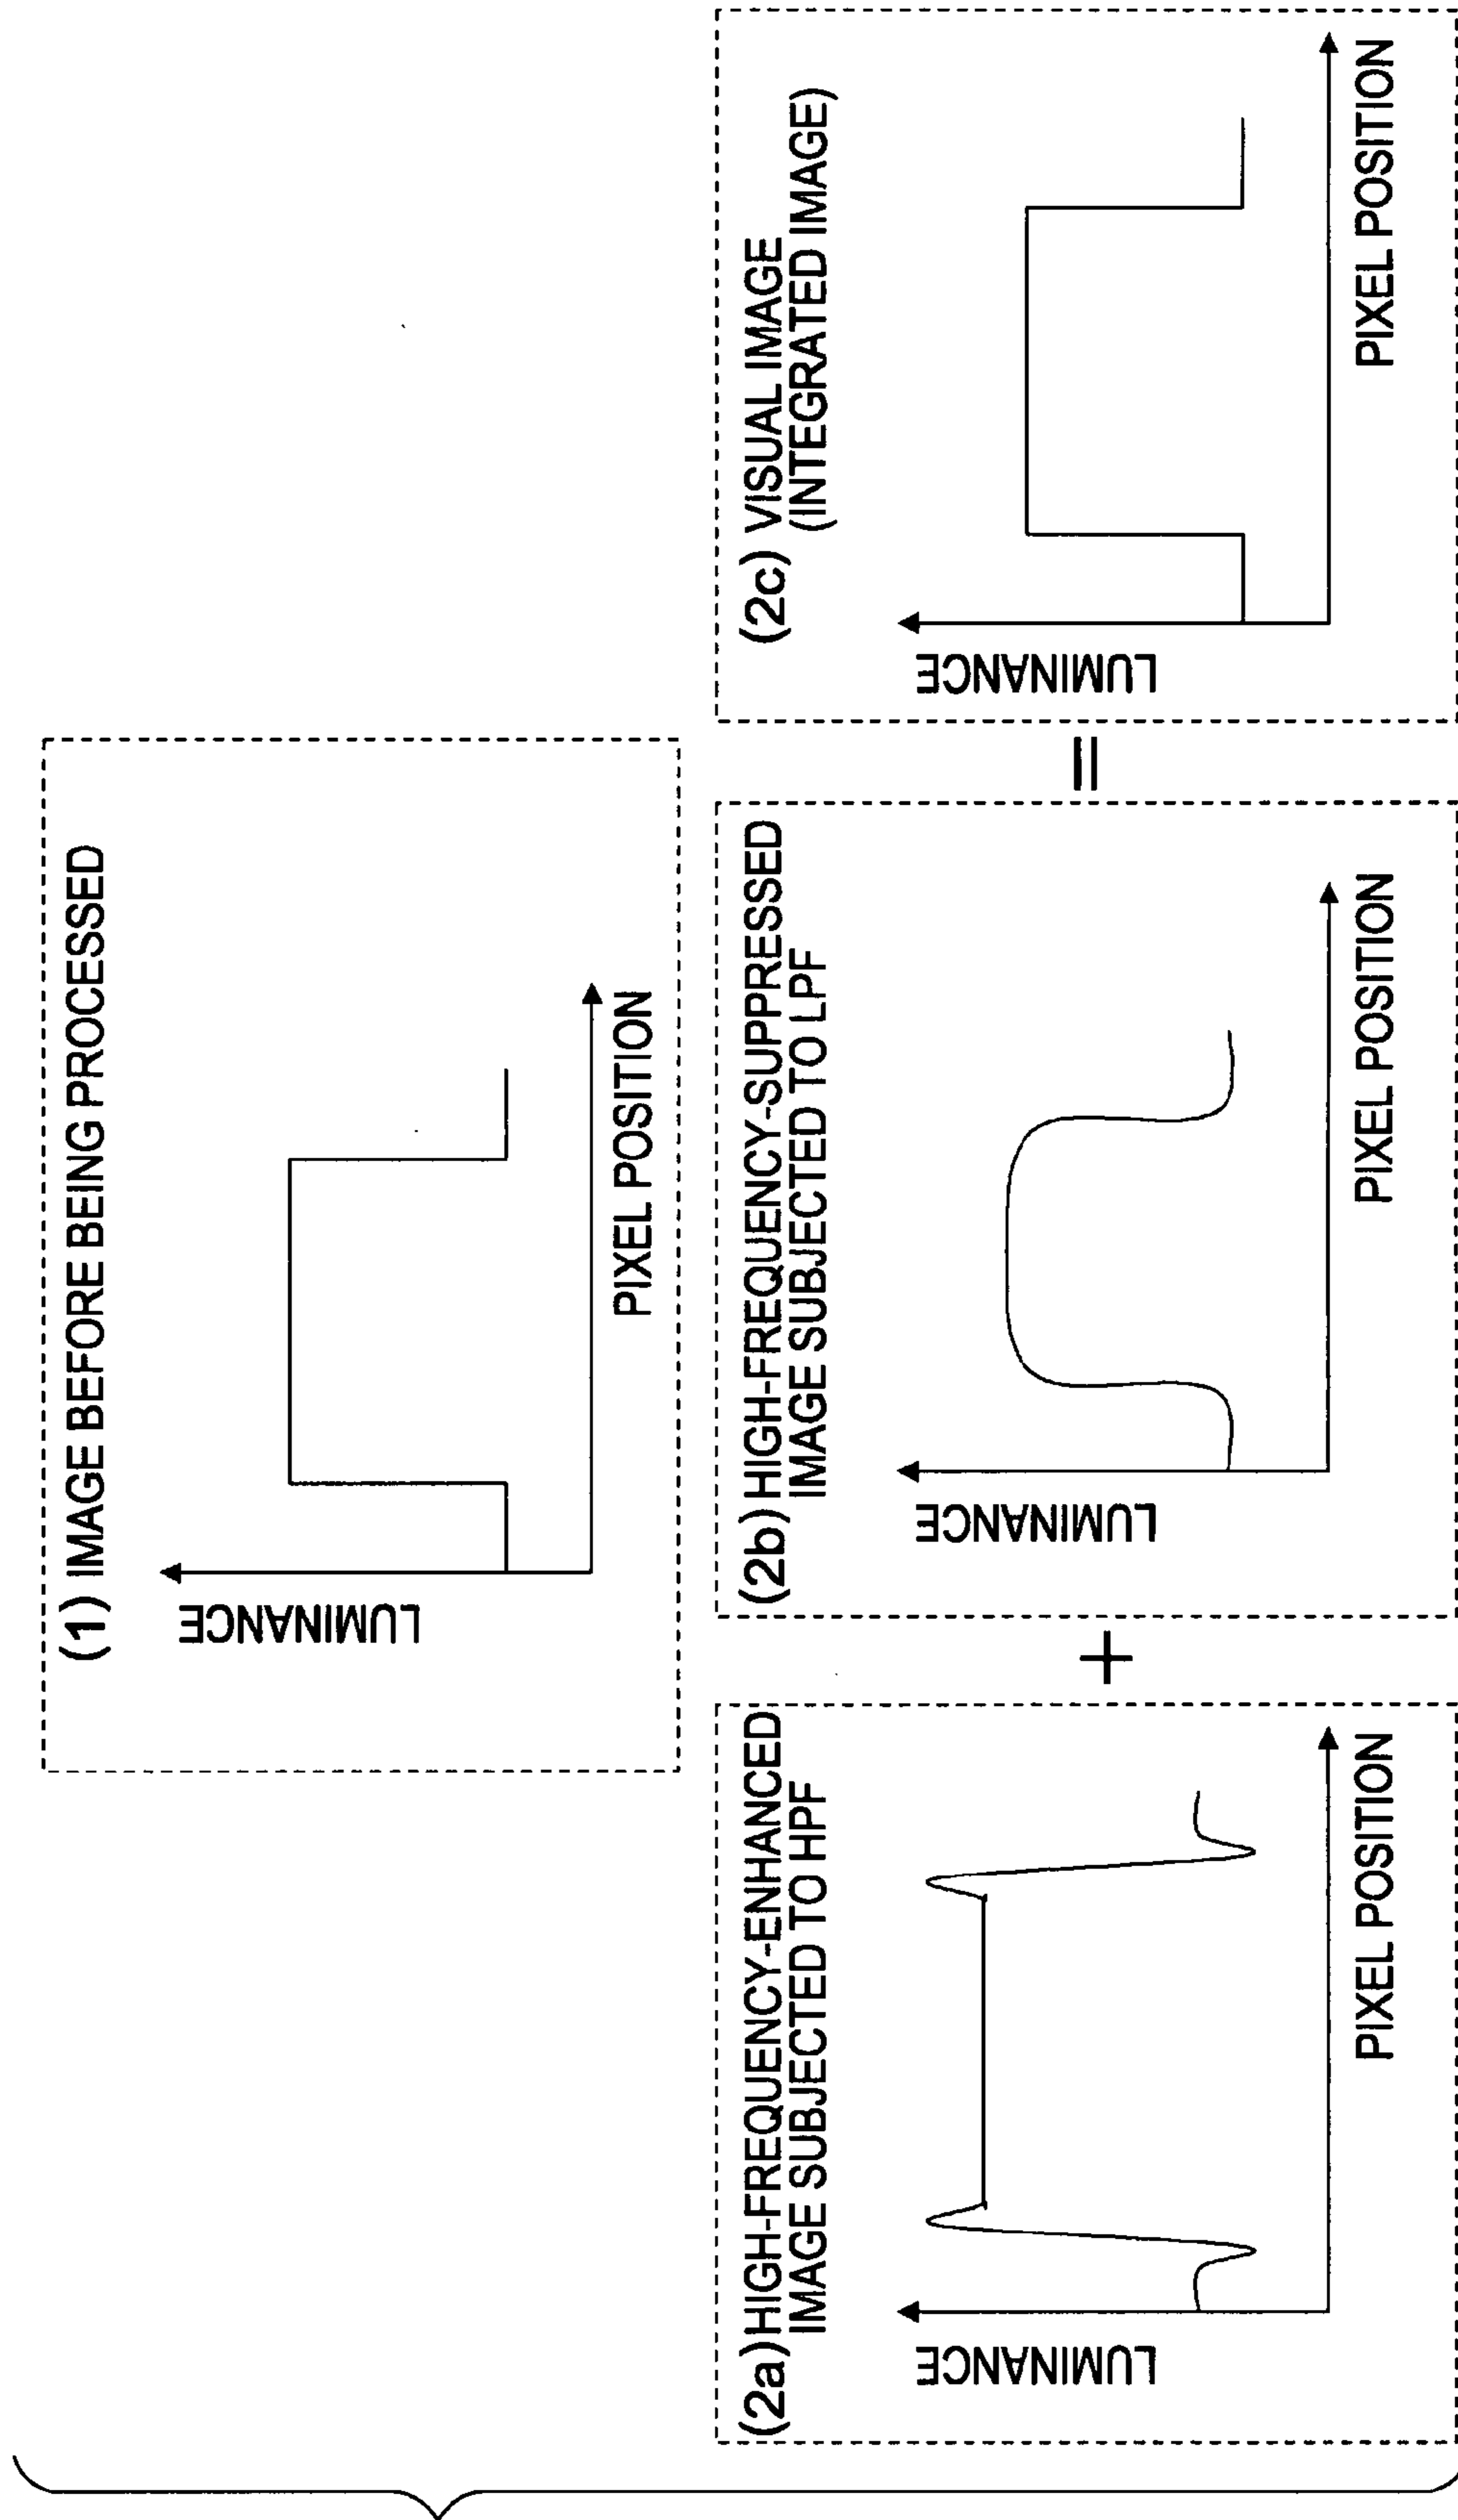 (1) IMAGE BEFORE BEING PROCESSED
LUMINANCE
PIXEL POSITION
(2a) HIGH-FREQUENCY-ENHANCED
IMAGE SUBJECTED TO HPF
LUMINANCE
PIXEL POSITION
+
(2b) HIGH-FREQUENCY-SUPPRESSED
IMAGE SUBJECTED TO LPF
LUMINANCE
PIXEL POSITION
=
(2c) VISUAL IMAGE
(INTEGRATED IMAGE)
LUMINANCE
PIXEL POSITION